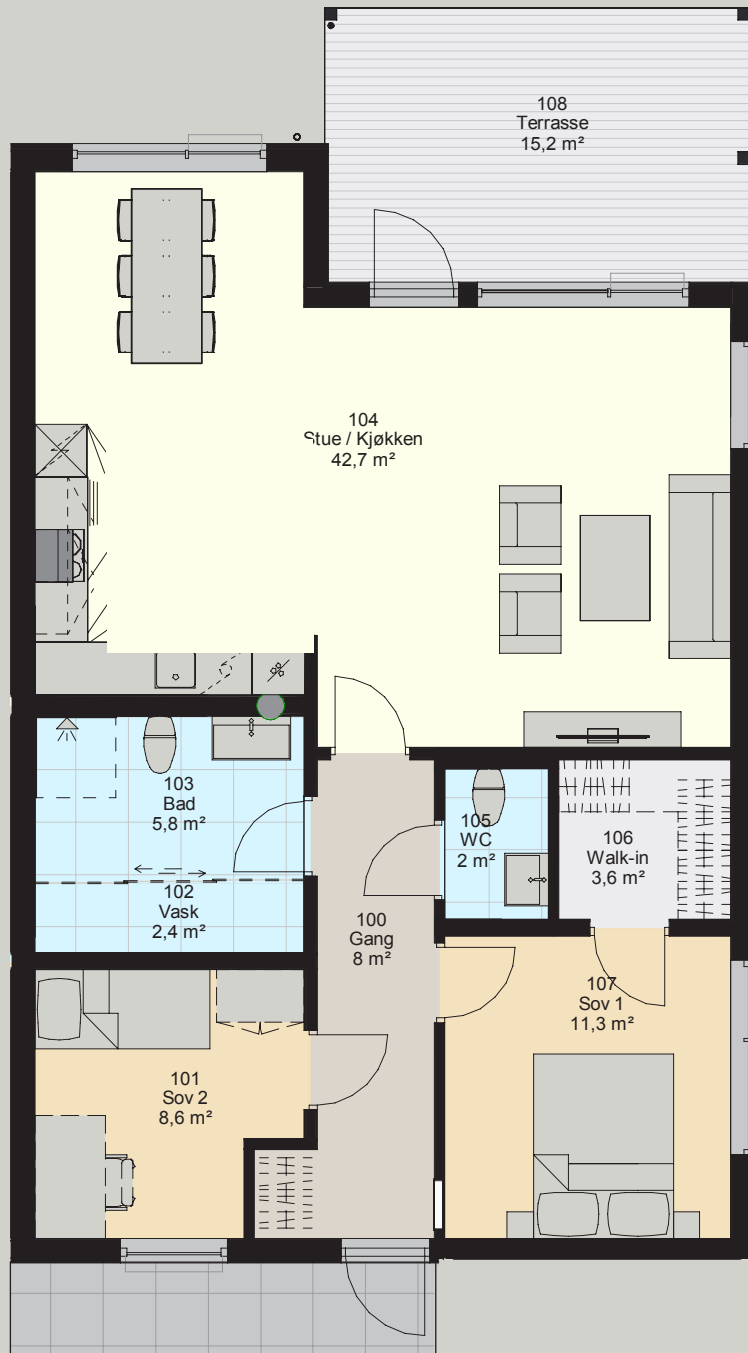 108
Terrasse
15,2 m²
104
Stue / Kjøkken
42,7 m²
103
Bad
5,8 m²
105
WC
2 m²
106
Walk-in
3,6 m²
102
Vask
2,4 m²
100
Gang
8 m²
107
Sov 1
11,3 m²
101
Sov 2
8,6 m²